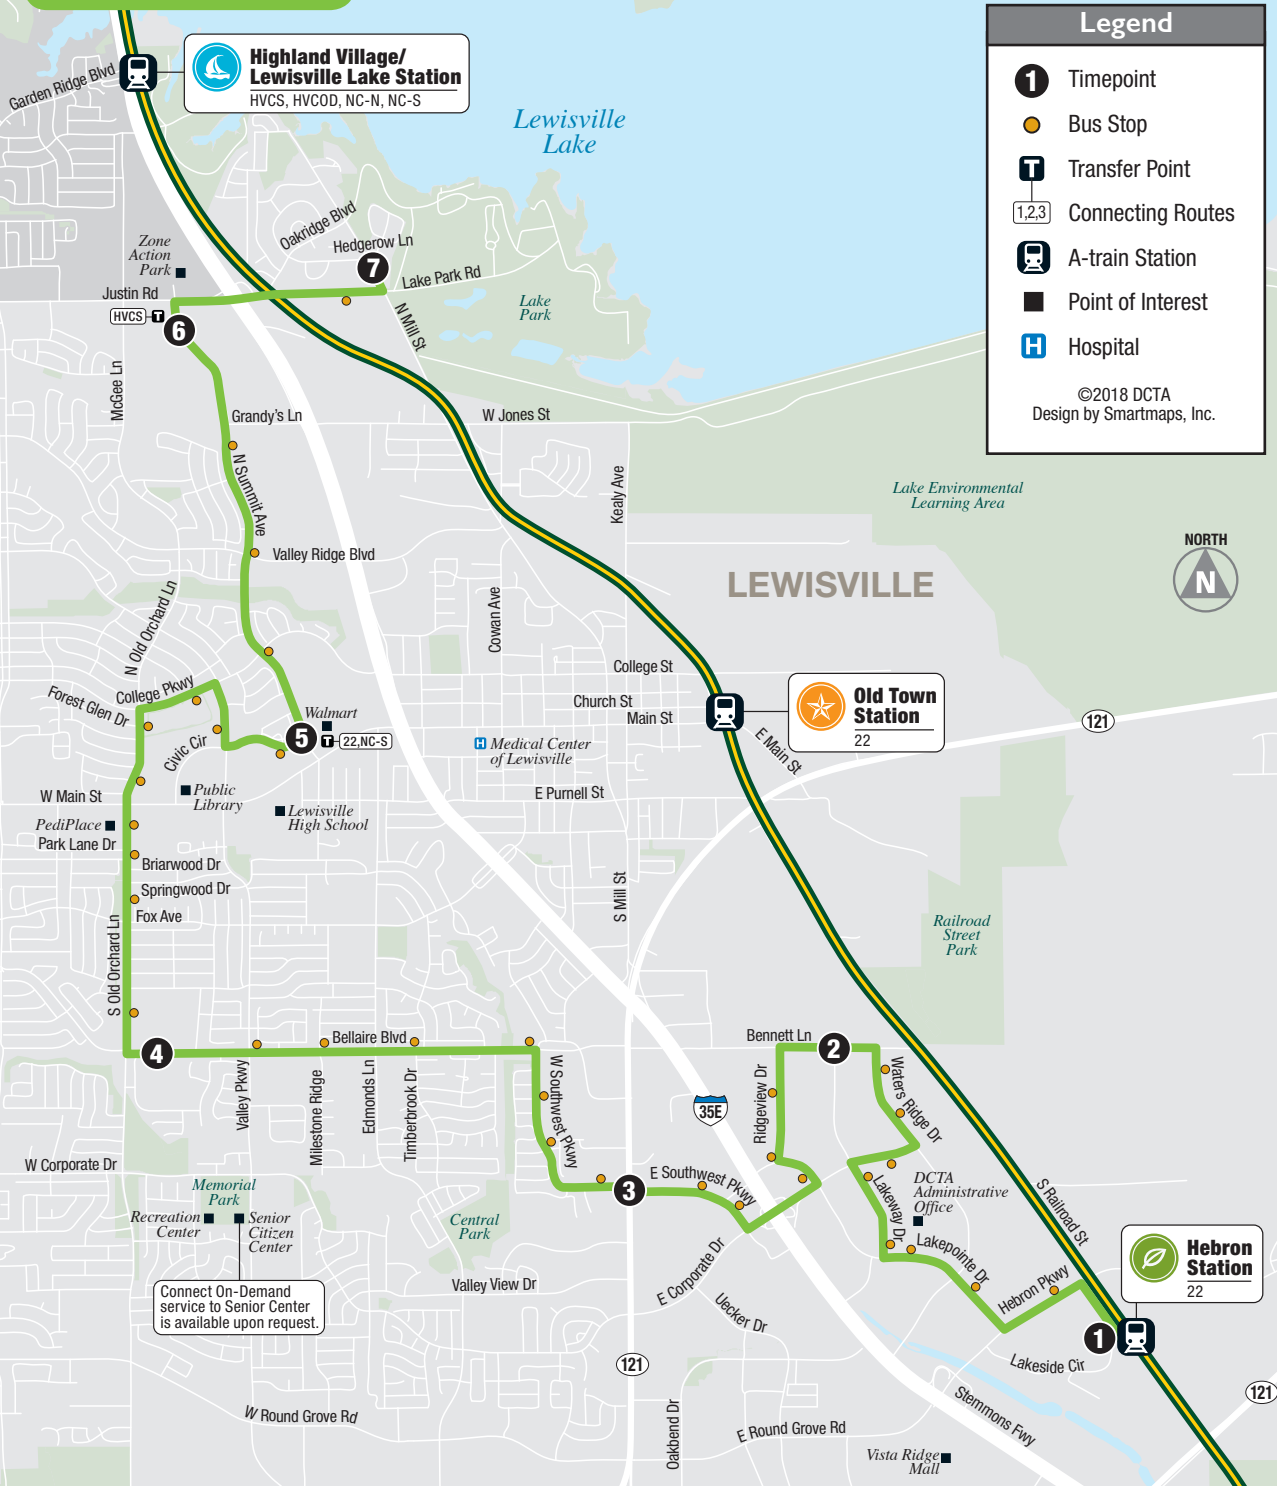 Legend
1 Timepoint
Bus Stop
T Transfer Point
1,2,3 Connecting Routes
A-train Station
Point of Interest
H Hospital
©2018 DCTA
Design by Smartmaps, Inc.
Highland Village/
Lewisville Lake Station
HVCS, HVCOD, NC-N, NC-S
Garden Ridge Blvd
Lewisville
Lake
Oakridge Blvd
Hedgerow Ln
7
Lake Park Rd
Zone
Action
Park
Justin Rd
HVCS T
6
N Mill St
Lake
Park
McGee Ln
Grandy's Ln
W Jones St
N Summit Ave
Kealy Ave
Lake Environmental
Learning Area
NORTH
N
Valley Ridge Blvd
LEWISVILLE
N Old Orchard Ln
Cowan Ave
College St
Church St
Main St
Old Town
Station
22
121
E Main St
College Pkwy
Forest Glen Dr
Walmart
5
T 22,NC-S
Civic Cir
H Medical Center
of Lewisville
Public
Library
W Main St
E Purnell St
PediPlace
Lewisville
High School
Park Lane Dr
Briarwood Dr
Springwood Dr
Fox Ave
S Mill St
S Old Orchard Ln
Railroad
Street
Park
4
Bellaire Blvd
Bennett Ln
2
Valley Pkwy
Milestone Ridge
Edmonds Ln
Timberbrook Dr
W Southwest Pkwy
35E
Ridgeview Dr
Waters Ridge Dr
W Corporate Dr
Memorial
Park
3
E Southwest Pkwy
DCTA
Administrative
Office
Lakeway Dr
S Railroad St
Recreation
Center
Senior
Citizen
Center
Central
Park
Lakepointe Dr
Hebron Pkwy
Hebron
Station
22
E Corporate Dr
Valley View Dr
Connect On-Demand
service to Senior Center
is available upon request.
Uecker Dr
1
121
Lakeside Cir
121
Stemmons Fwy
W Round Grove Rd
Oakbend Dr
E Round Grove Rd
Vista Ridge
Mall